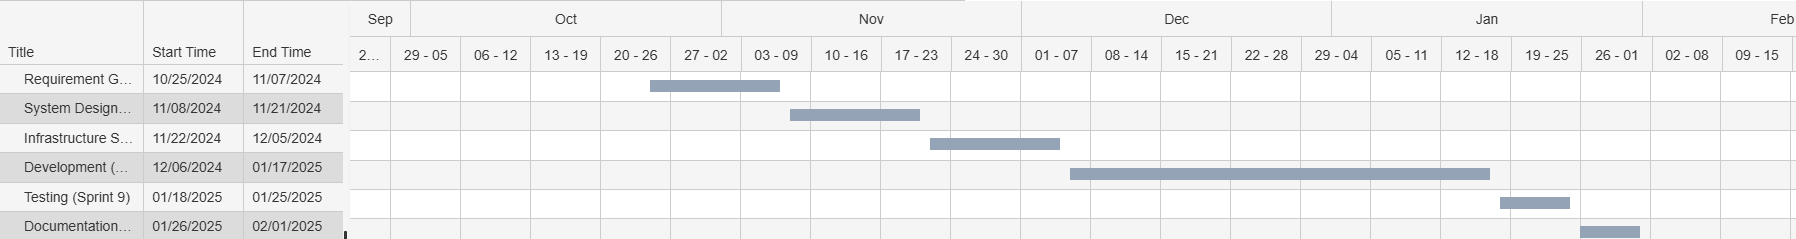 Sep Oct Nov Dec Jan Feb
Title Start Time End Time 2... 29 - 05 06 - 12 13 - 19 20 - 26 27 - 02 03 - 09 10 - 16 17 - 23 24 - 30 01 - 07 08 - 14 15 - 21 22 - 28 29 - 04 05 - 11 12 - 18 19 - 25 26 - 01 02 - 08 09 - 15
Requirement G... 10/25/2024 11/07/2024
System Design... 11/08/2024 11/21/2024
Infrastructure S... 11/22/2024 12/05/2024
Development (... 12/06/2024 01/17/2025
Testing (Sprint 9) 01/18/2025 01/25/2025
Documentation... 01/26/2025 02/01/2025